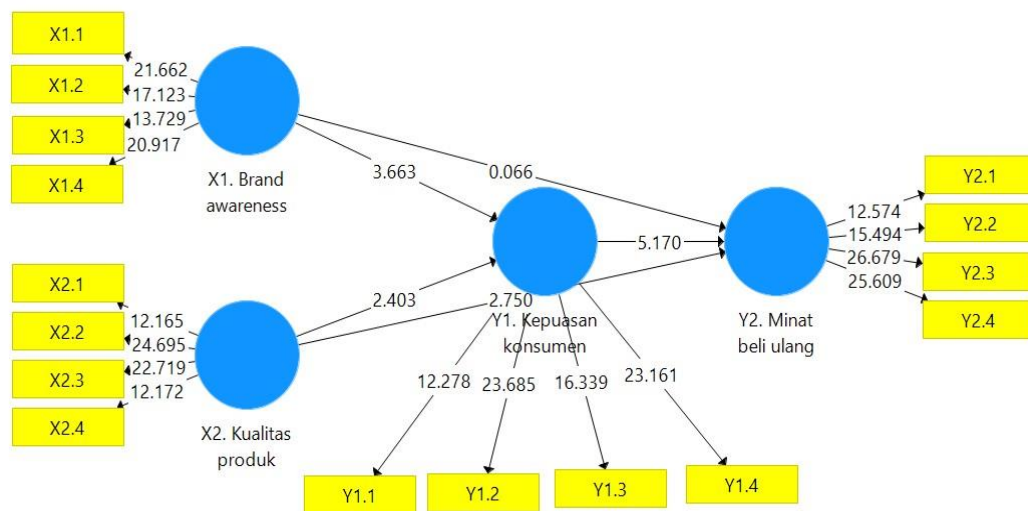 X1.1
X1.2
X1.3
X1.4
21.662
17.123
13.729
20.917
X1. Brand
awareness
3.663
0.066
X2.1
X2.2
X2.3
X2.4
12.165
24.695
22.719
12.172
X2. Kualitas
produk
2.403
2.750
Y1. Kepuasan
konsumen
5.170
12.278
23.685
16.339
23.161
Y1.1
Y1.2
Y1.3
Y1.4
Y2. Minat
beli ulang
12.574
15.494
26.679
25.609
Y2.1
Y2.2
Y2.3
Y2.4